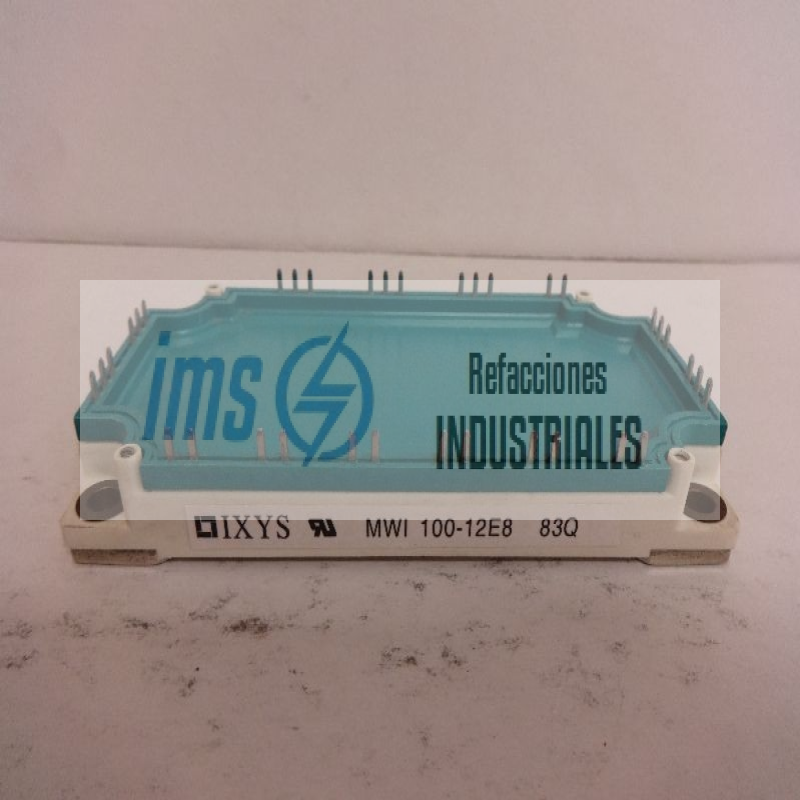 ims
Refacciones
INDUSTRIALES
IXYS
MWI 100-12E8 83Q